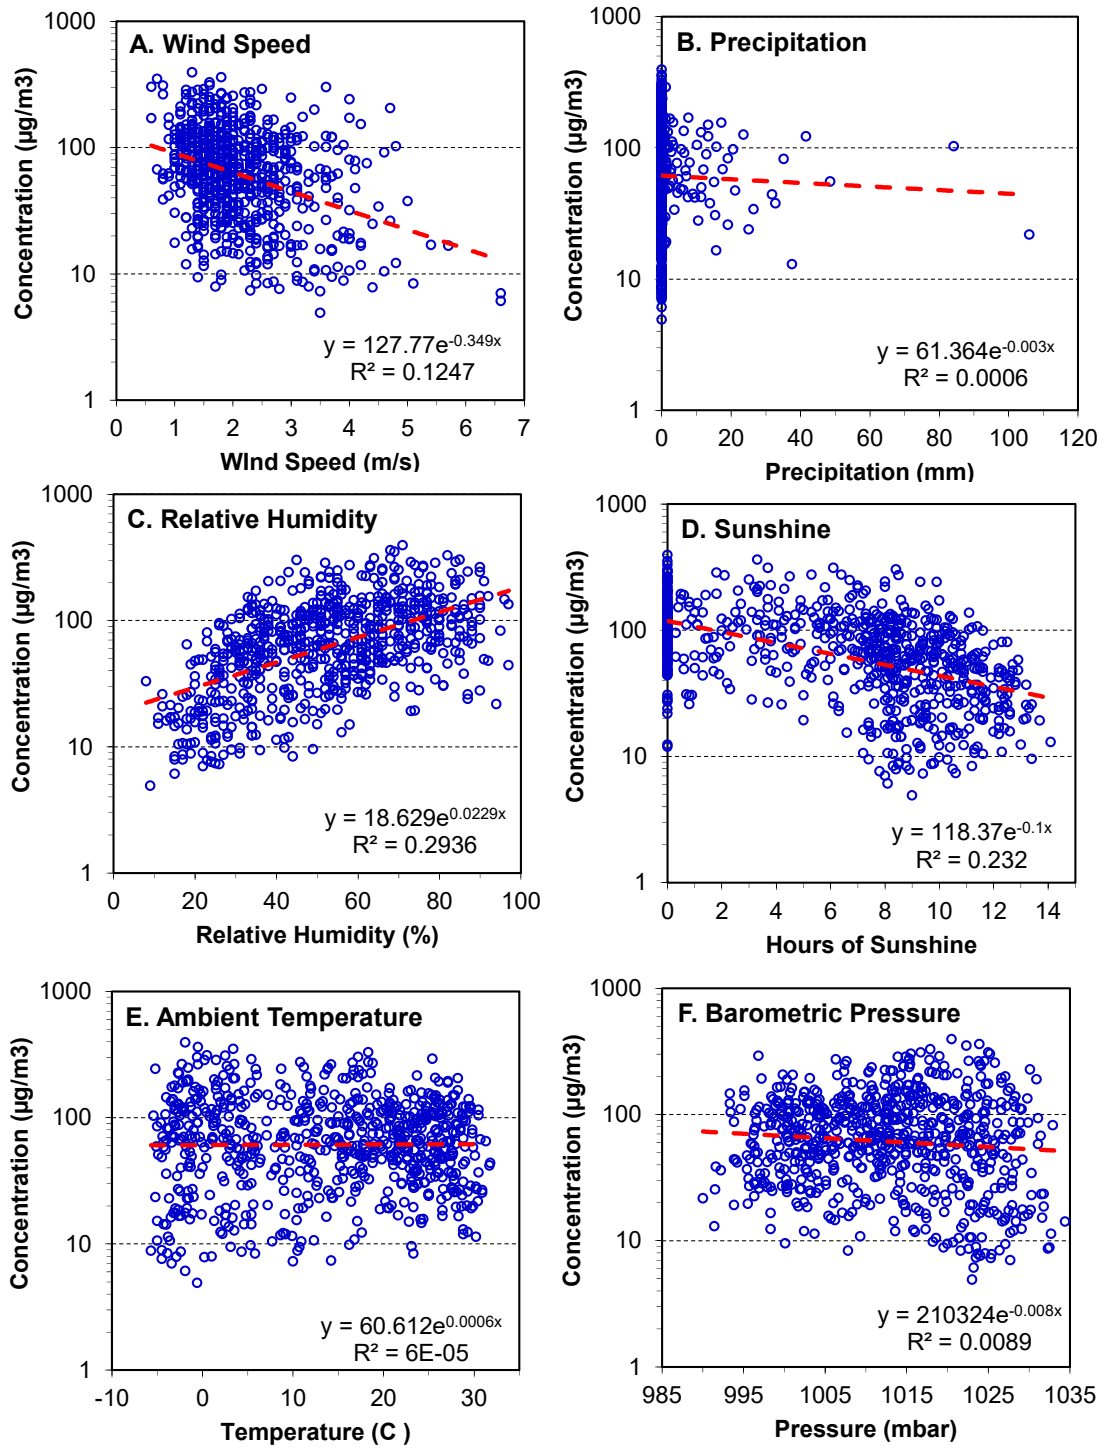 A. Wind Speed
Concentration (µg/m3)
1000
100
10
1
y = 127.77e^-0.349x
R² = 0.1247
0 1 2 3 4 5 6 7
WInd Speed (m/s)
B. Precipitation
Concentration (µg/m3)
1000
100
10
1
y = 61.364e^-0.003x
R² = 0.0006
0 20 40 60 80 100 120
Precipitation (mm)
C. Relative Humidity
Concentration (µg/m3)
1000
100
10
1
y = 18.629e^0.0229x
R² = 0.2936
0 20 40 60 80 100
Relative Humidity (%)
D. Sunshine
Concentration (µg/m3)
1000
100
10
1
y = 118.37e^-0.1x
R² = 0.232
0 2 4 6 8 10 12 14
Hours of Sunshine
E. Ambient Temperature
Concentration (µg/m3)
1000
100
10
1
y = 60.612e^0.0006x
R² = 6E-05
-10 0 10 20 30
Temperature (C )
F. Barometric Pressure
Concentration (µg/m3)
1000
100
10
1
y = 210324e^-0.008x
R² = 0.0089
985 995 1005 1015 1025 1035
Pressure (mbar)